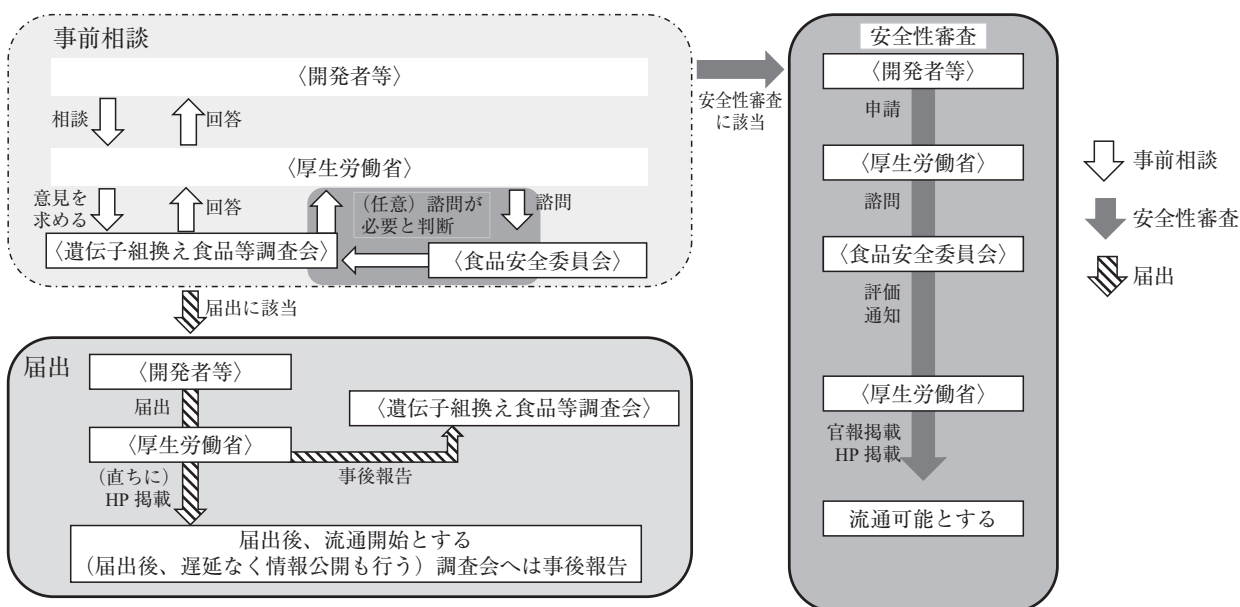 事前相談
〈開発者等〉
相談
回答
〈厚生労働省〉
意見を
求める
回答
(任意)諮問が
必要と判断
諮問
〈遺伝子組換え食品等調査会〉
〈食品安全委員会〉
安全性審査
に該当
届出に該当
届出
〈開発者等〉
届出
〈厚生労働省〉
〈遺伝子組換え食品等調査会〉
事後報告
(直ちに)
HP 掲載
届出後、流通開始とする
(届出後、遅延なく情報公開も行う)調査会へは事後報告
安全性審査
〈開発者等〉
申請
〈厚生労働省〉
諮問
〈食品安全委員会〉
評価
通知
〈厚生労働省〉
官報掲載
HP 掲載
流通可能とする
事前相談
安全性審査
届出